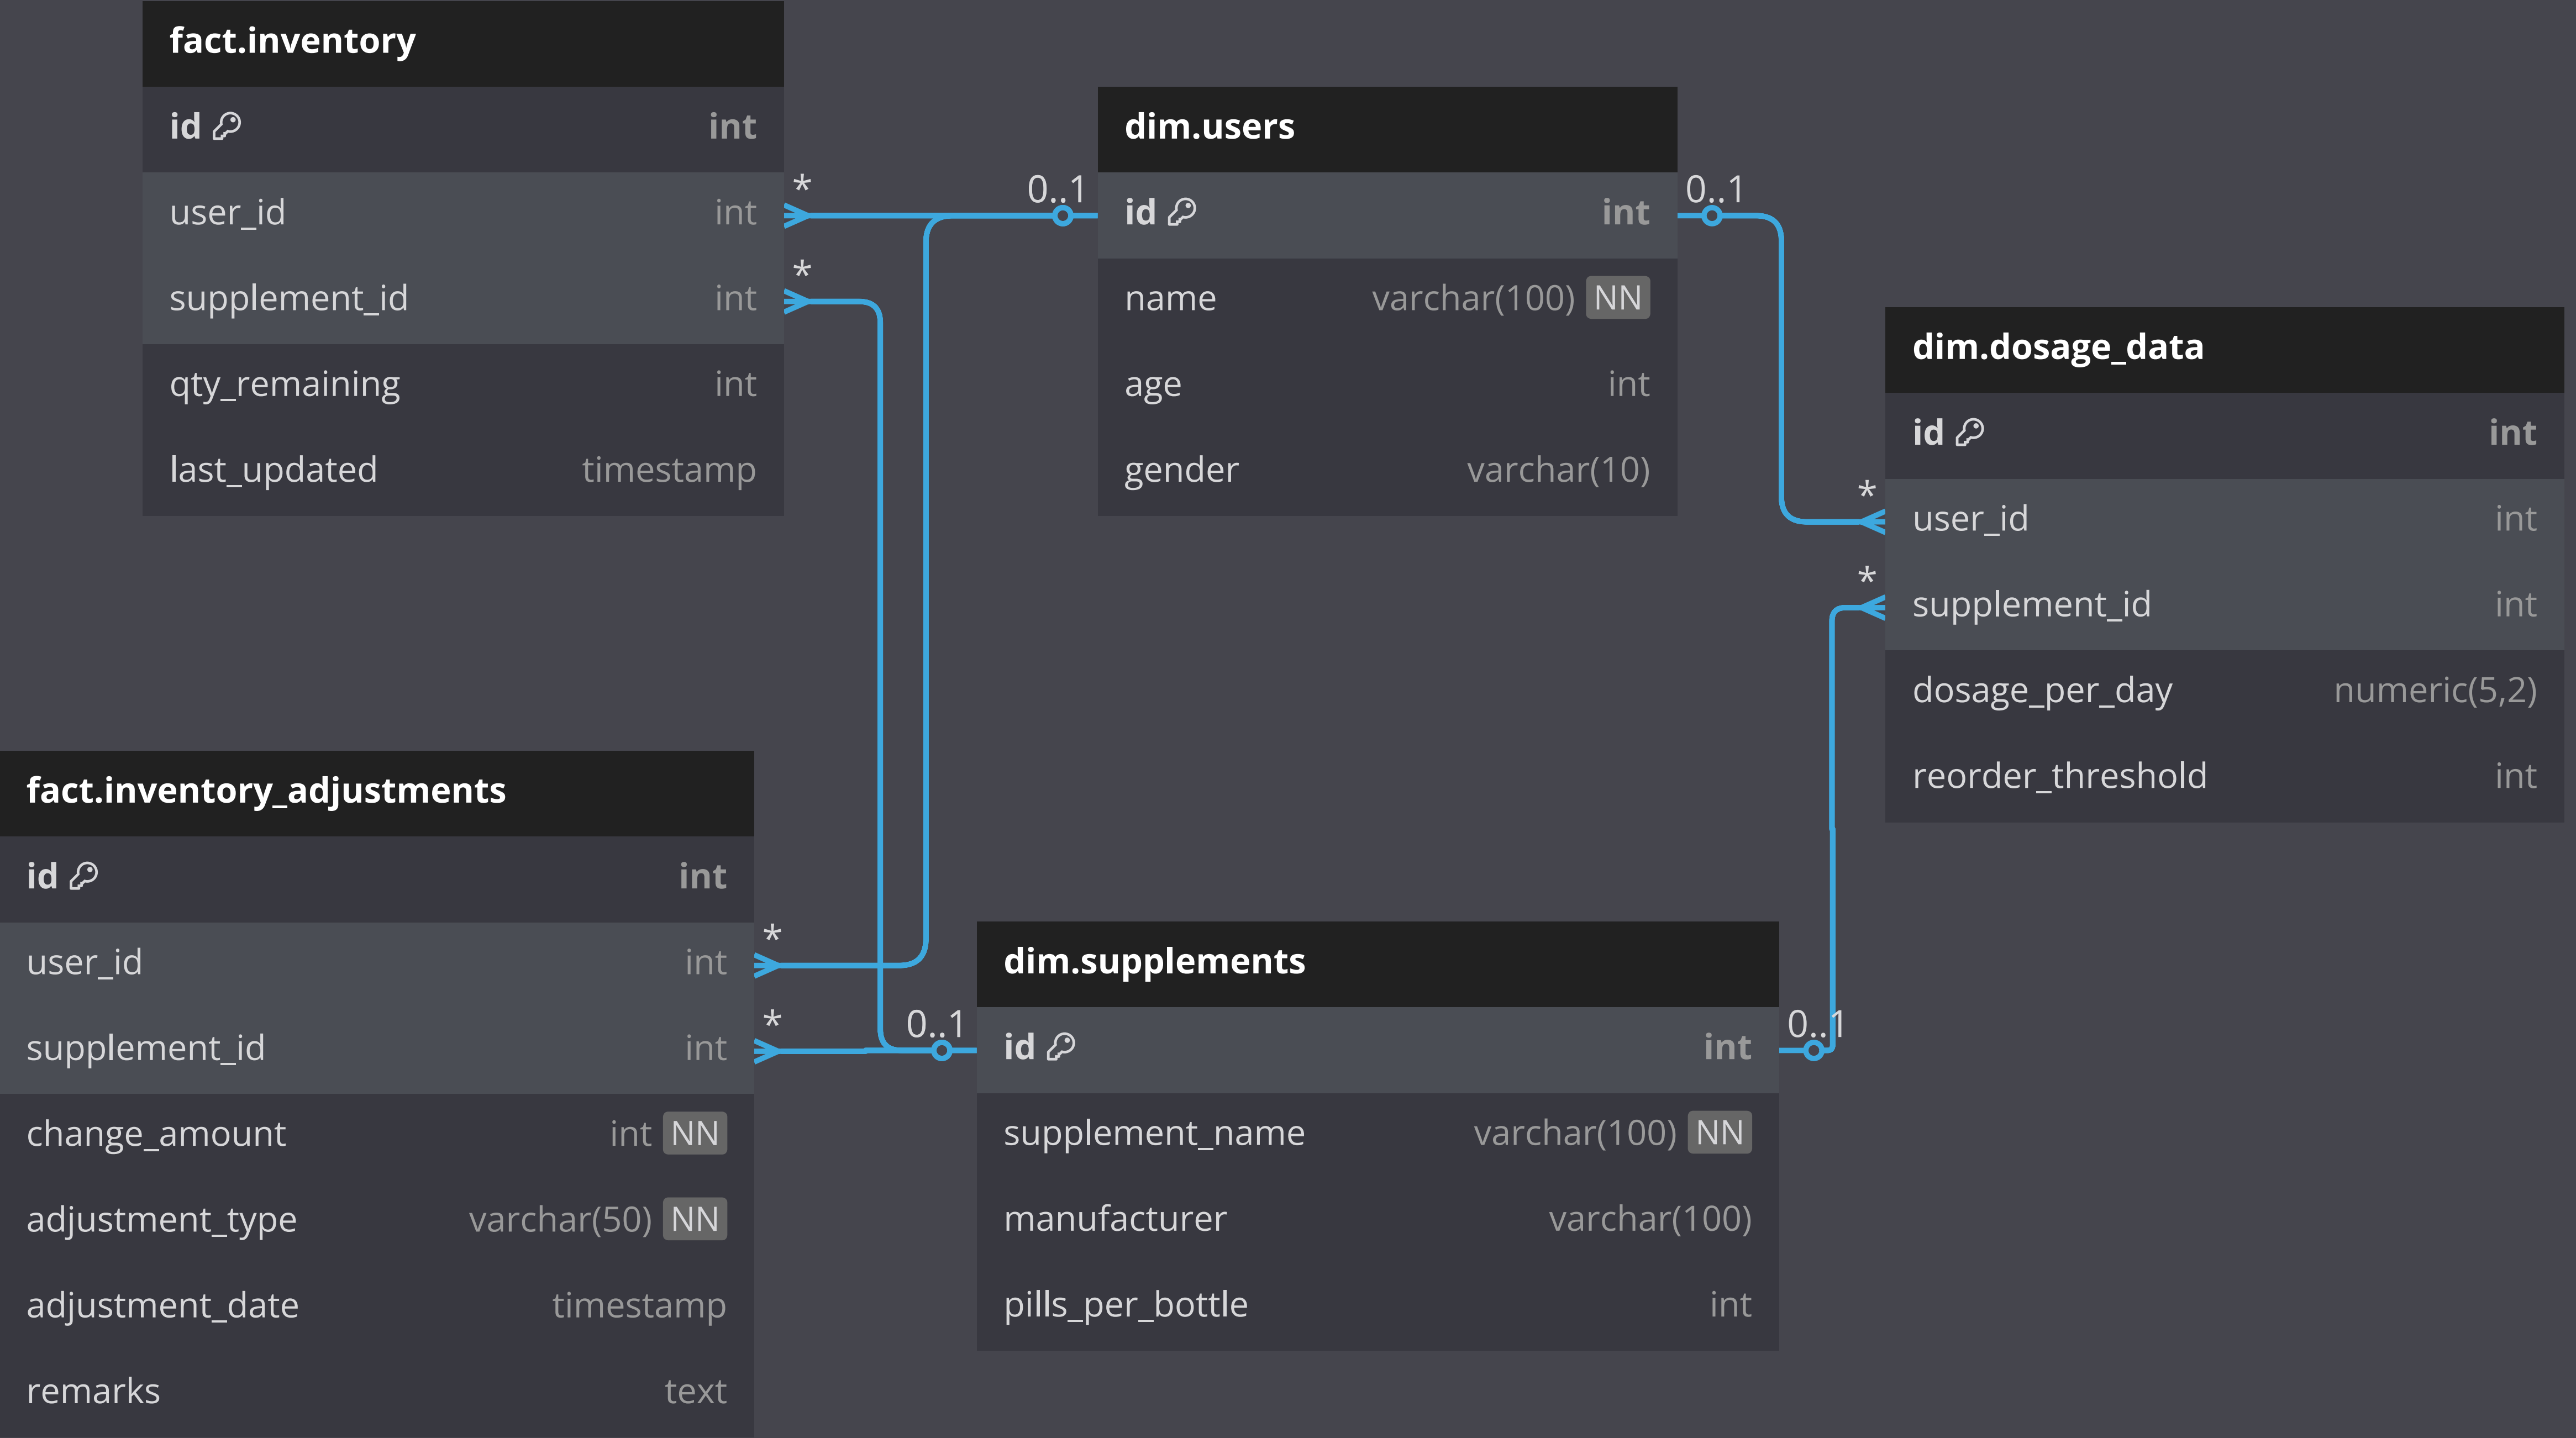 fact.inventory
id int
user_id int
supplement_id int
qty_remaining int
last_updated timestamp
*
*
0..1
dim.users
id int
name varchar(100) NN
age int
gender varchar(10)
0..1
dim.dosage_data
id int
user_id int
supplement_id int
dosage_per_day numeric(5,2)
reorder_threshold int
*
*
fact.inventory_adjustments
id int
user_id int
supplement_id int
change_amount int NN
adjustment_type varchar(50) NN
adjustment_date timestamp
remarks text
*
*
0..1
dim.supplements
id int
supplement_name varchar(100) NN
manufacturer varchar(100)
pills_per_bottle int
0..1